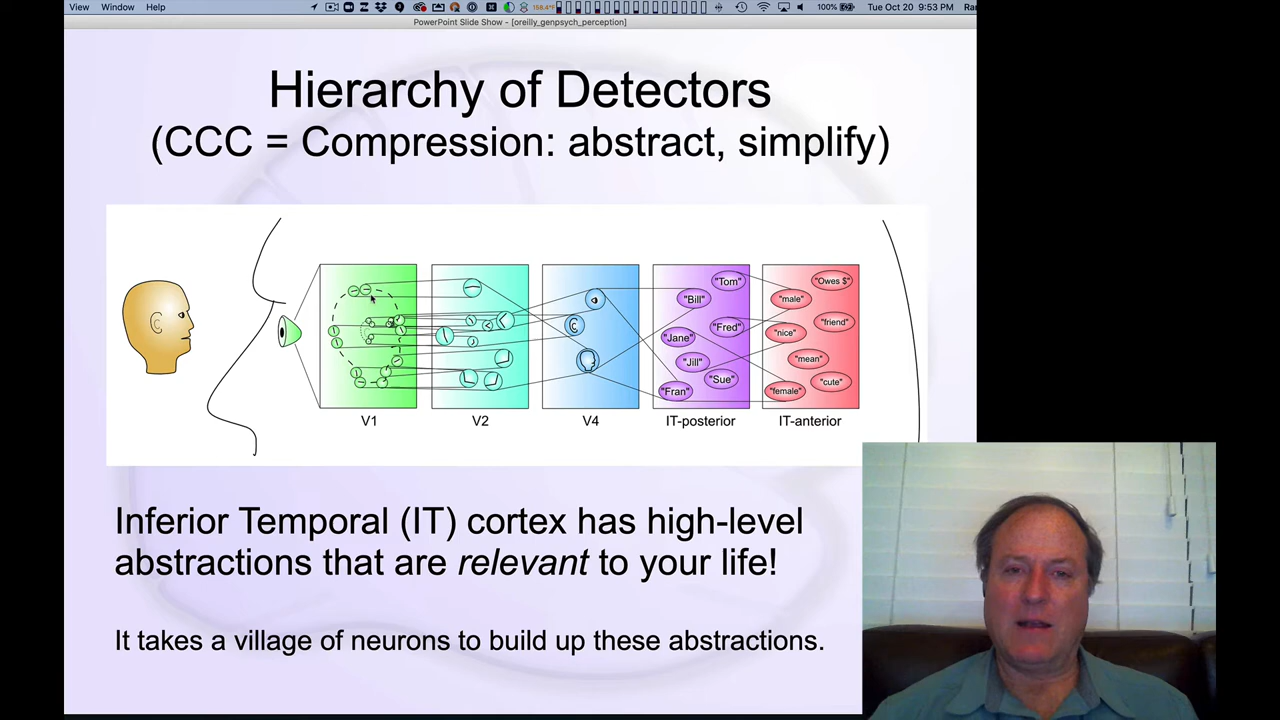 View Window Help 158.4°F 100% Tue Oct 20 9:53 PM Ran
PowerPoint Slide Show - [oreilly_genpsych_perception]
Hierarchy of Detectors
(CCC = Compression: abstract, simplify)
"Tom" "Owes $"
"Bill" "male"
"Fred" "friend"
"Jane" "nice"
"Jill" "mean"
"Sue" "cute"
"Fran" "female"
V1 V2 V4 IT-posterior IT-anterior
Inferior Temporal (IT) cortex has high-level
abstractions that are relevant to your life!
It takes a village of neurons to build up these abstractions.